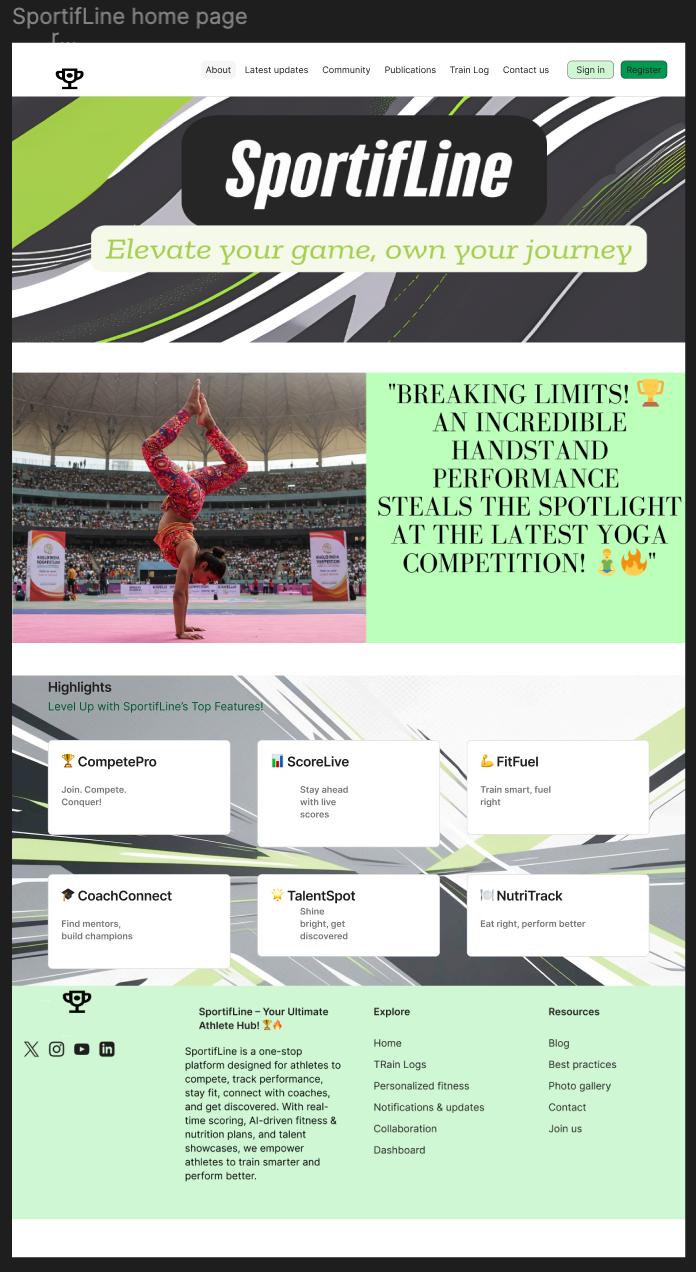 SportifLine home page
About Latest updates Community Publications Train Log Contact us Sign in Register
SportifLine
Elevate your game, own your journey
"BREAKING LIMITS! 🏆
AN INCREDIBLE
HANDSTAND
PERFORMANCE
STEALS THE SPOTLIGHT
AT THE LATEST YOGA
COMPETITION! 🧘‍♂️🔥"
Highlights
Level Up with SportifLine's Top Features!
🏆 CompetePro
Join. Compete.
Conquer!
📊 ScoreLive
Stay ahead
with live
scores
💪 FitFuel
Train smart, fuel
right
🎓 CoachConnect
Find mentors,
build champions
🌟 TalentSpot
Shine
bright, get
discovered
🍽️ NutriTrack
Eat right, perform better
SportifLine – Your Ultimate
Athlete Hub! 🏆🔥
SportifLine is a one-stop
platform designed for athletes to
compete, track performance,
stay fit, connect with coaches,
and get discovered. With real-
time scoring, AI-driven fitness &
nutrition plans, and talent
showcases, we empower
athletes to train smarter and
perform better.
Explore
Home
TRain Logs
Personalized fitness
Notifications & updates
Collaboration
Dashboard
Resources
Blog
Best practices
Photo gallery
Contact
Join us